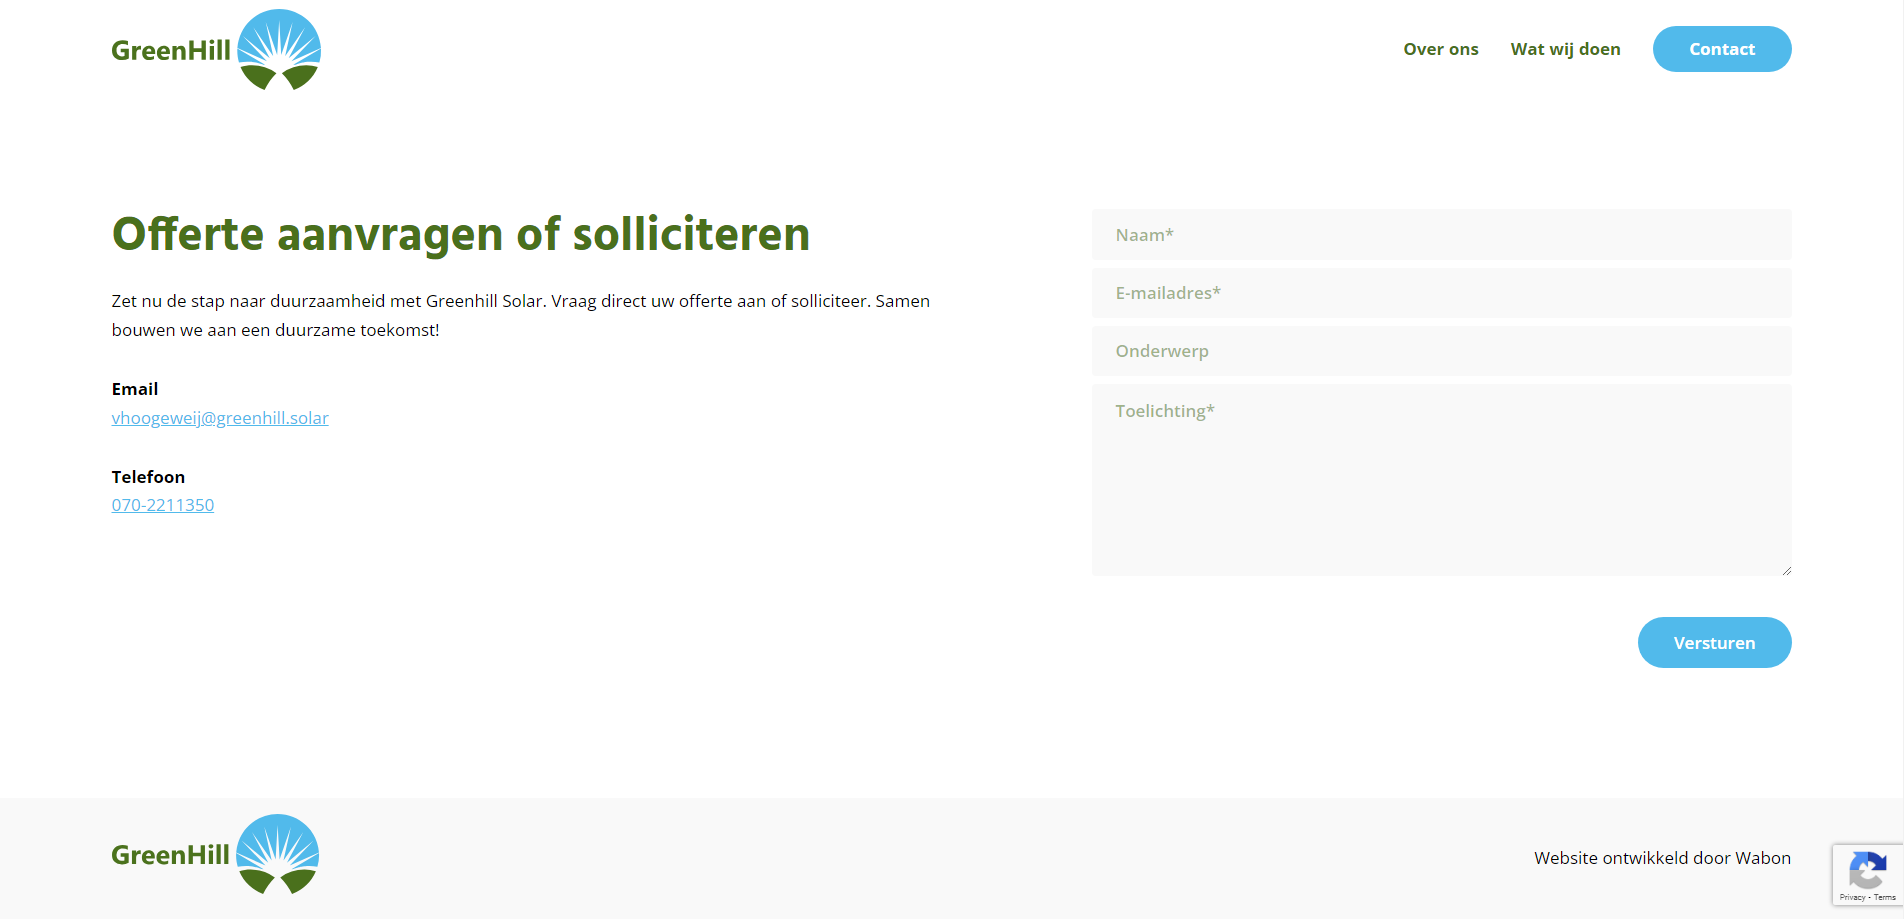 GreenHill
Over ons
Wat wij doen
Contact
Offerte aanvragen of solliciteren
Zet nu de stap naar duurzaamheid met Greenhill Solar. Vraag direct uw offerte aan of solliciteer. Samen
bouwen we aan een duurzame toekomst!
Email
vhoogeweij@greenhill.solar
Telefoon
070-2211350
Naam*
E-mailadres*
Onderwerp
Toelichting*
Versturen
GreenHill
Website ontwikkeld door Wabon
Privacy - Terms